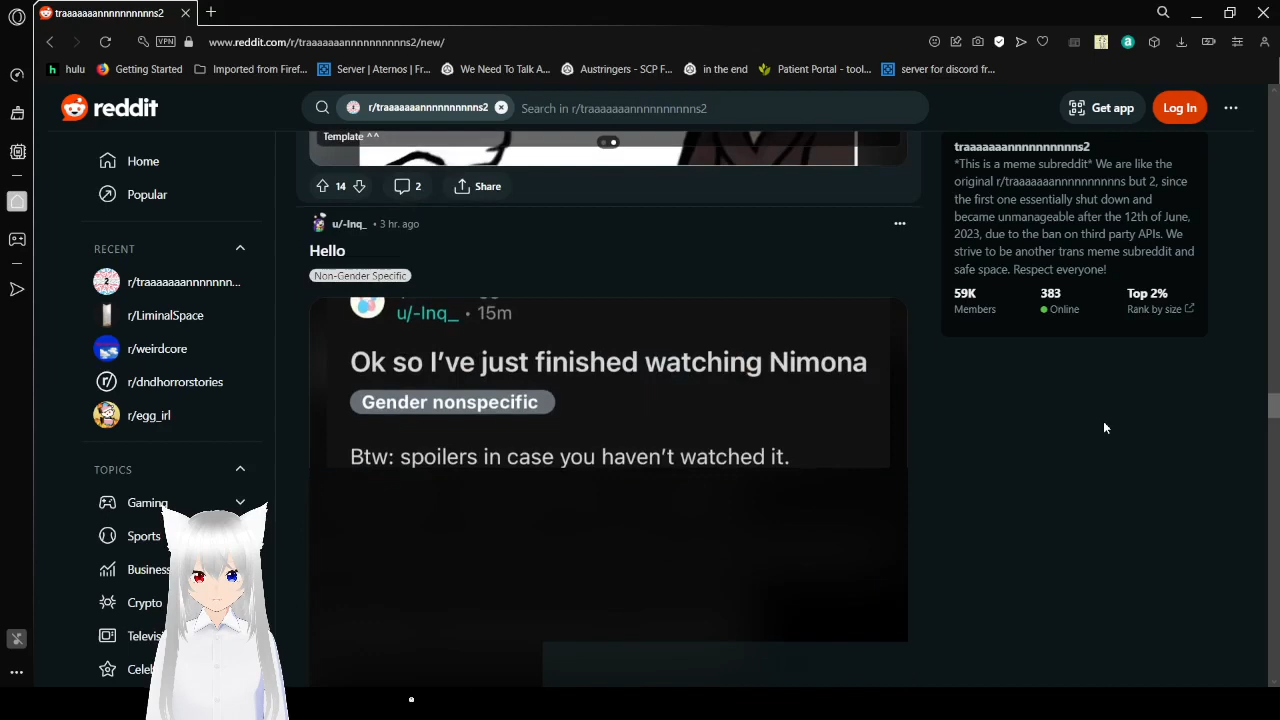 traaaaaaannnnnnnnnns2
VPN
www.reddit.com/r/traaaaaaannnnnnnnnns2/new/
hulu
Getting Started
Imported from Firef...
Server | Aternos | Fr...
We Need To Talk A...
Austringers - SCP F...
in the end
Patient Portal - tool...
server for discord fr...
reddit
r/traaaaaaannnnnnnnnns2
Search in r/traaaaaaannnnnnnnnns2
Get app
Log In
Home
Popular
RECENT
r/traaaaaaannnnnnn...
r/LiminalSpace
r/weirdcore
r/dndhorrorstories
r/egg_irl
TOPICS
Gaming
Sports
Business
Crypto
Televis
Celeb
Template ^^
14
2
Share
u/-Inq_ • 3 hr. ago
Hello
Non-Gender Specific
u/-Inq_ • 15m
Ok so I've just finished watching Nimona
Gender nonspecific
Btw: spoilers in case you haven't watched it.
traaaaaaannnnnnnnnns2
*This is a meme subreddit* We are like the
original r/traaaaaaannnnnnnnnns but 2, since
the first one essentially shut down and
became unmanageable after the 12th of June,
2023, due to the ban on third party APIs. We
strive to be another trans meme subreddit and
safe space. Respect everyone!
59K
Members
383
Online
Top 2%
Rank by size